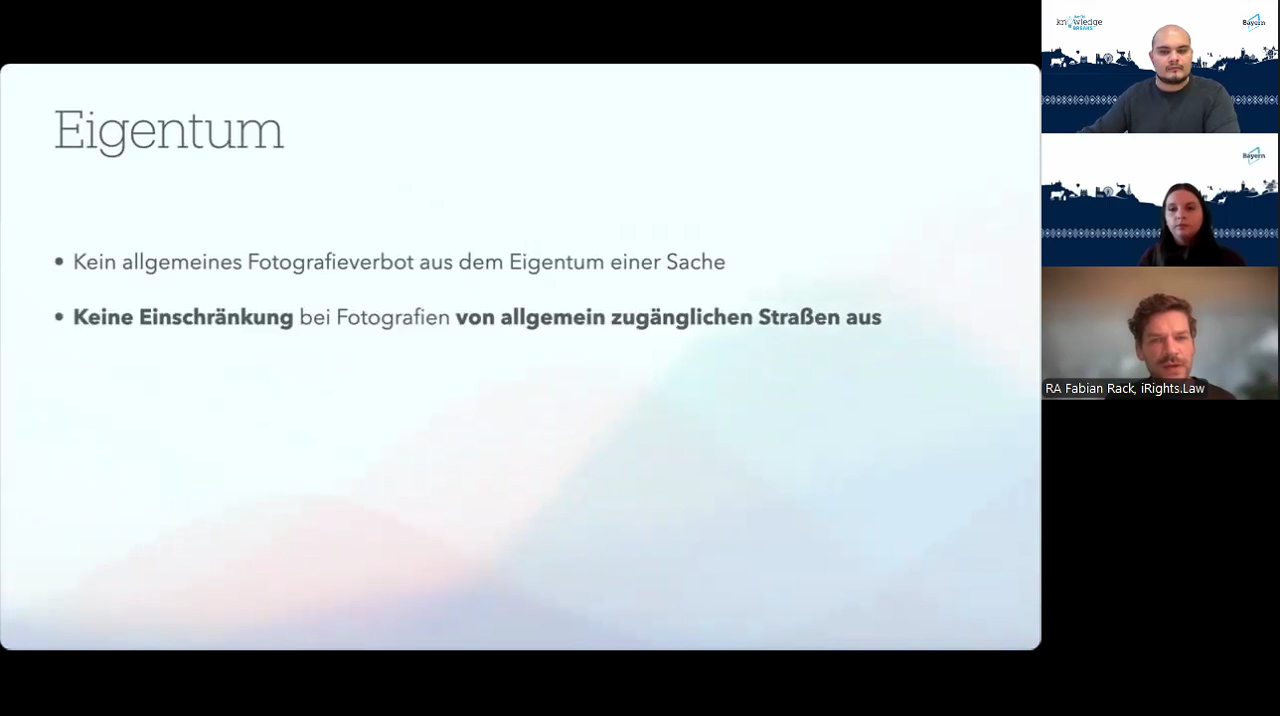 Eigentum
• Kein allgemeines Fotografieverbot aus dem Eigentum einer Sache
• Keine Einschränkung bei Fotografien von allgemein zugänglichen Straßen aus
knowledge
Bayern
Bayern
RA Fabian Rack, iRights.Law